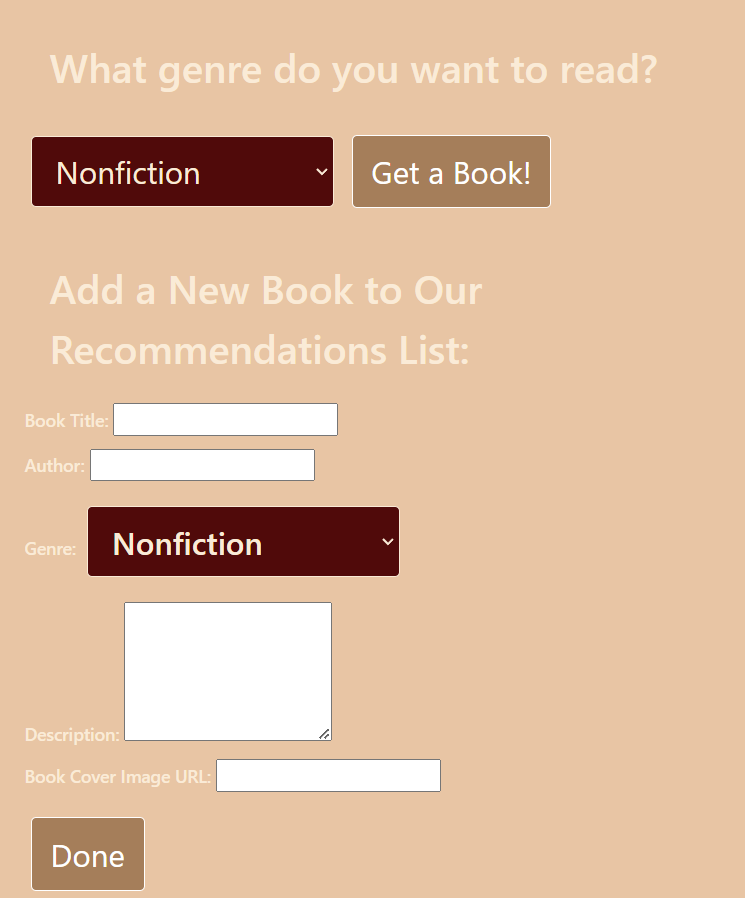 What genre do you want to read?
Nonfiction
Get a Book!
Add a New Book to Our
Recommendations List:
Book Title:
Author:
Genre:
Nonfiction
Description:
Book Cover Image URL:
Done